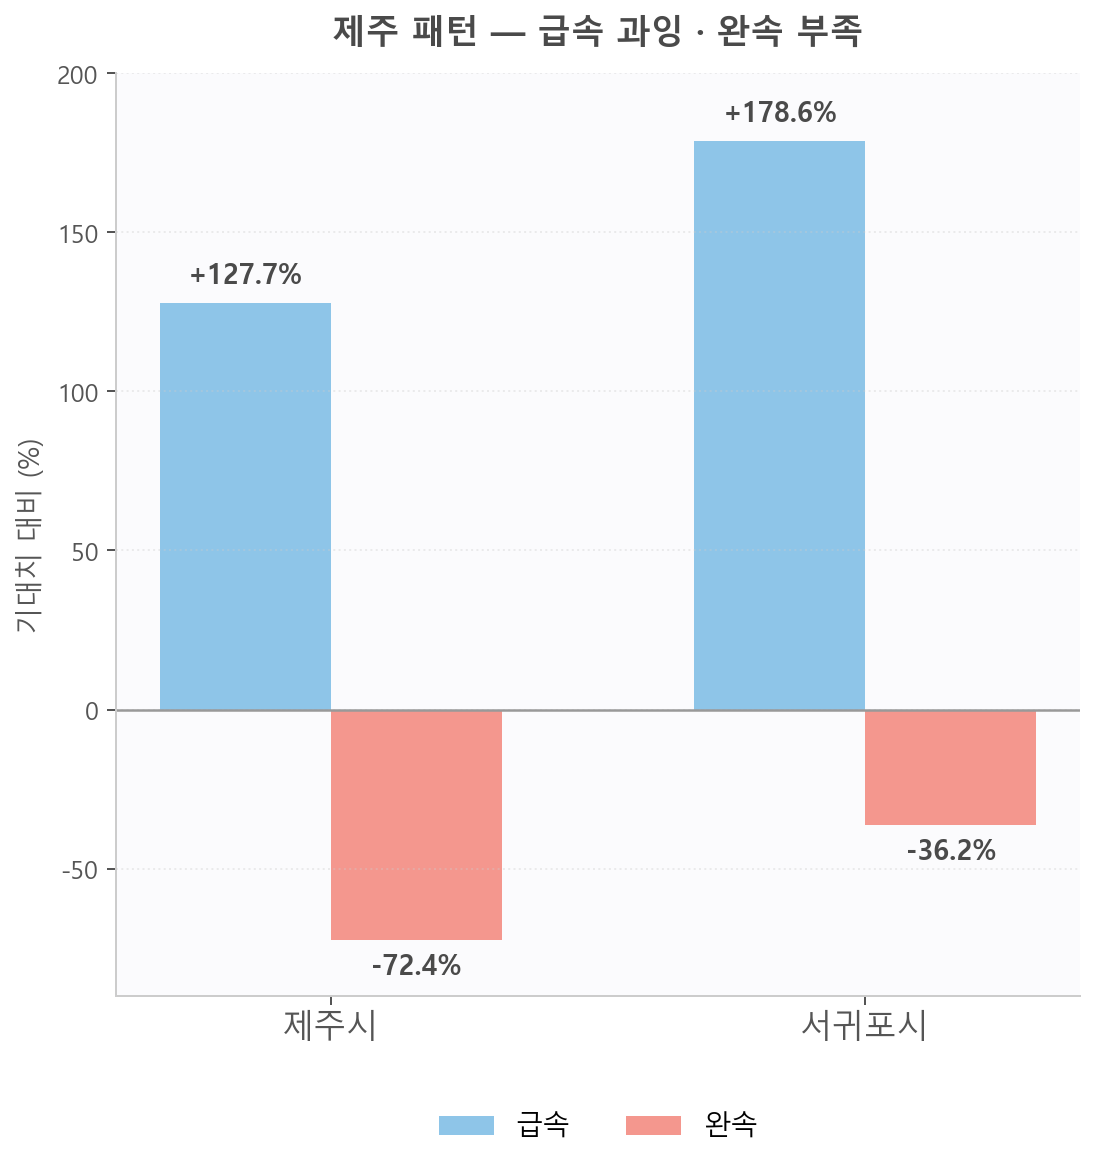 제주 패턴 — 급속 과잉 · 완속 부족
기대치 대비 (%)
200
150
100
50
0
-50
+127.7%
-72.4%
+178.6%
-36.2%
제주시
서귀포시
급속
완속